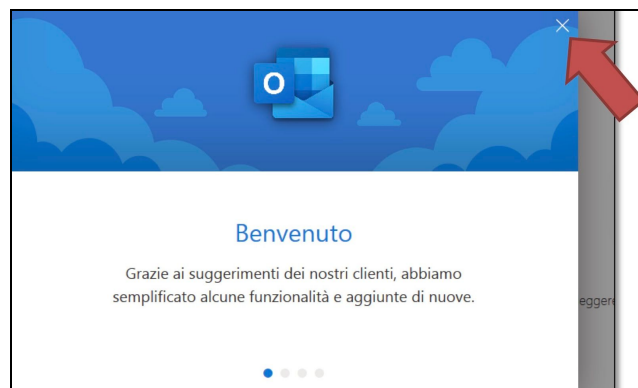 O
Benvenuto
Grazie ai suggerimenti dei nostri clienti, abbiamo
semplificato alcune funzionalità e aggiunte di nuove.